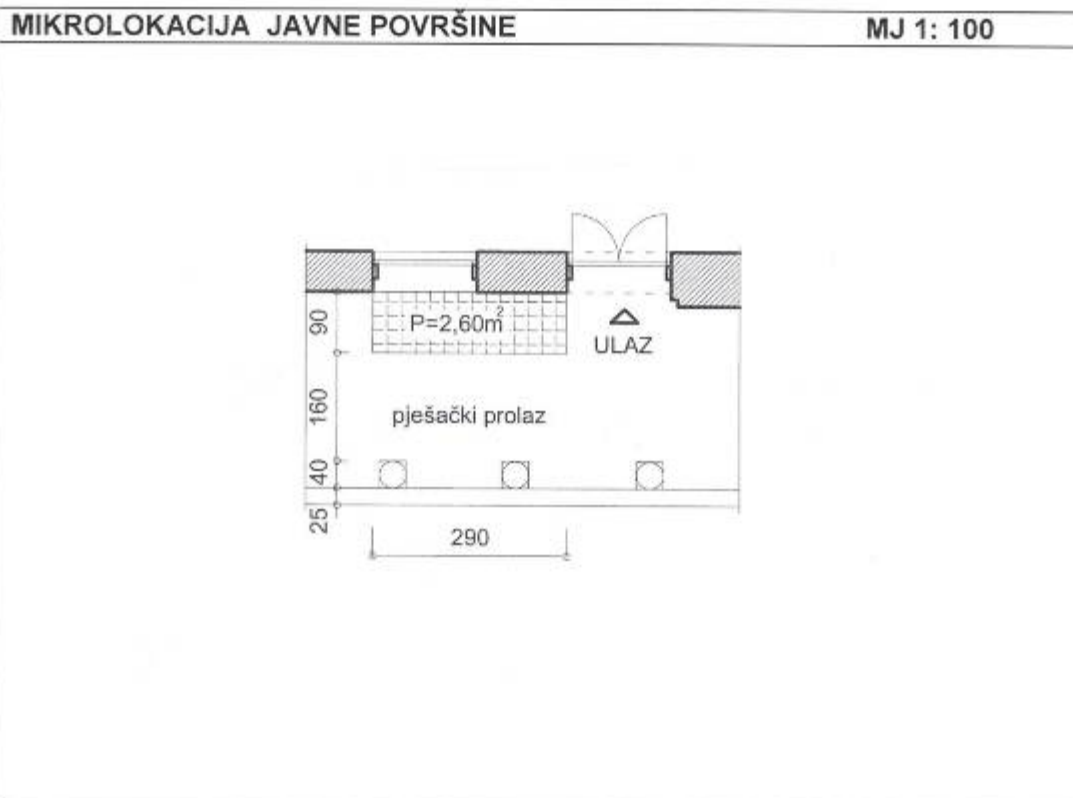 MIKROLOKACIJA JAVNE POVRŠINE MJ 1: 100
90
P=2,60m²
ULAZ
160
pješački prolaz
40
25
290